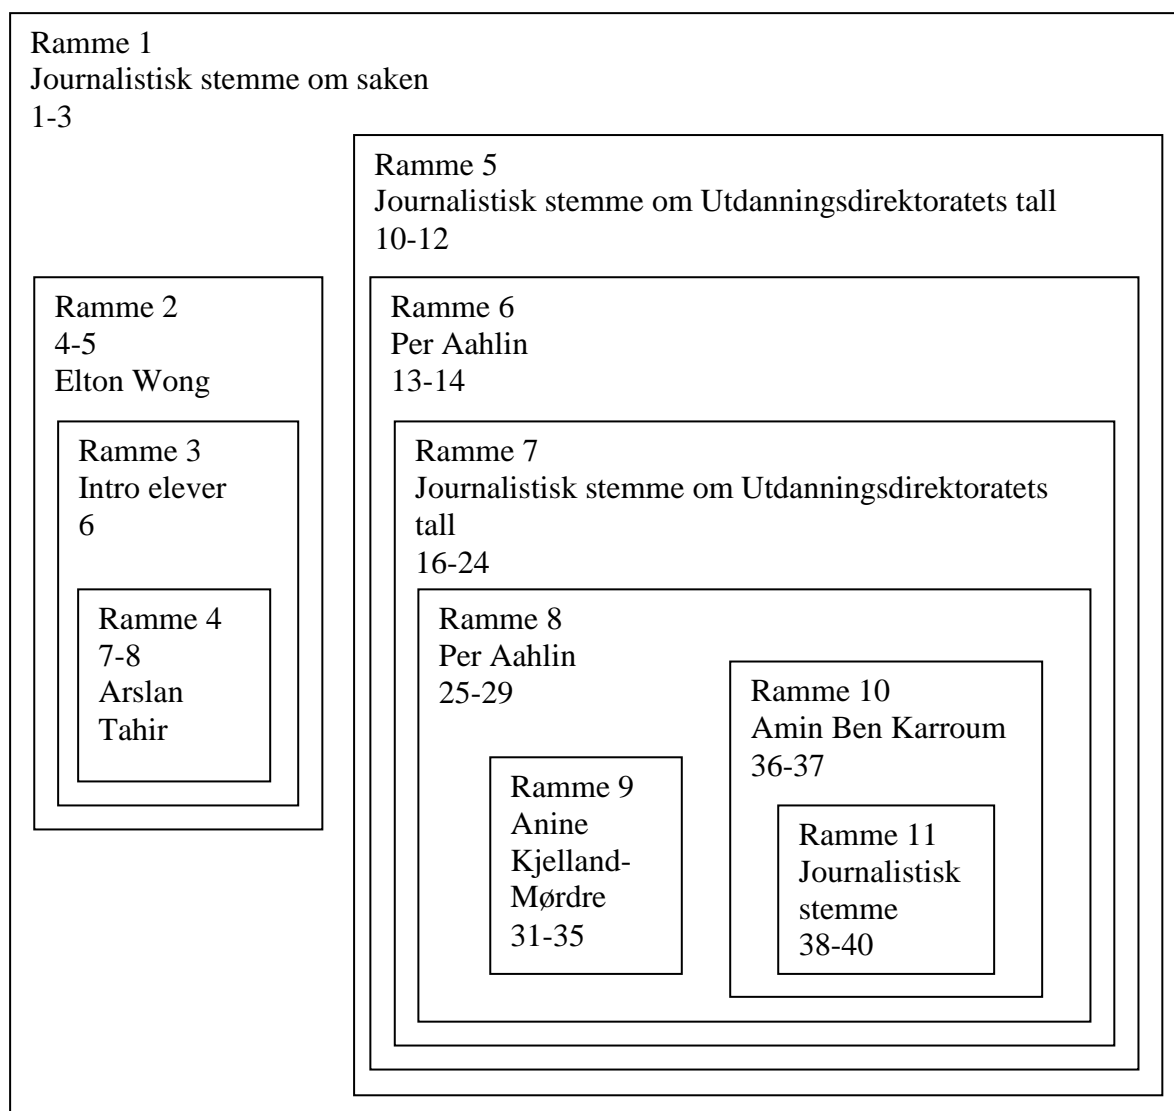 Ramme 1
Journalistisk stemme om saken
1-3
Ramme 2
4-5
Elton Wong
Ramme 3
Intro elever
6
Ramme 4
7-8
Arslan
Tahir
Ramme 5
Journalistisk stemme om Utdanningsdirektoratets tall
10-12
Ramme 6
Per Aahlin
13-14
Ramme 7
Journalistisk stemme om Utdanningsdirektoratets
tall
16-24
Ramme 8
Per Aahlin
25-29
Ramme 9
Anine
Kjelland-
Mørdre
31-35
Ramme 10
Amin Ben Karroum
36-37
Ramme 11
Journalistisk
stemme
38-40